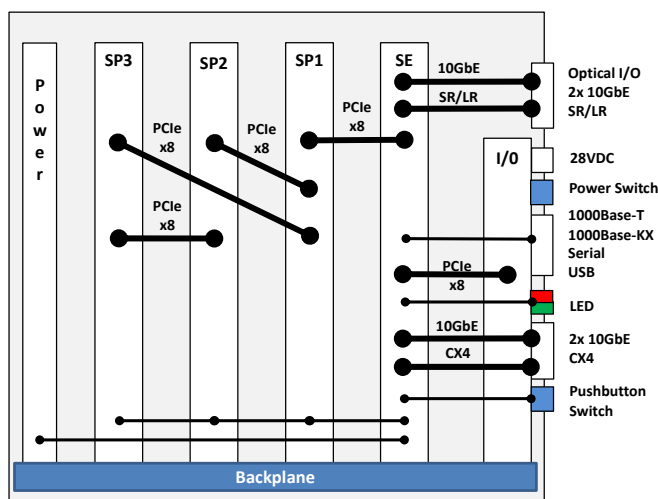 SP3
SP2
SP1
SE
P
o
w
e
r
10GbE
SR/LR
Optical I/O
2x 10GbE
SR/LR
PCIe
x8
PCIe
x8
PCIe
x8
I/0
28VDC
Power Switch
PCIe
x8
1000Base-T
1000Base-KX
Serial
USB
PCIe
x8
LED
10GbE
CX4
2x 10GbE
CX4
Pushbutton
Switch
Backplane